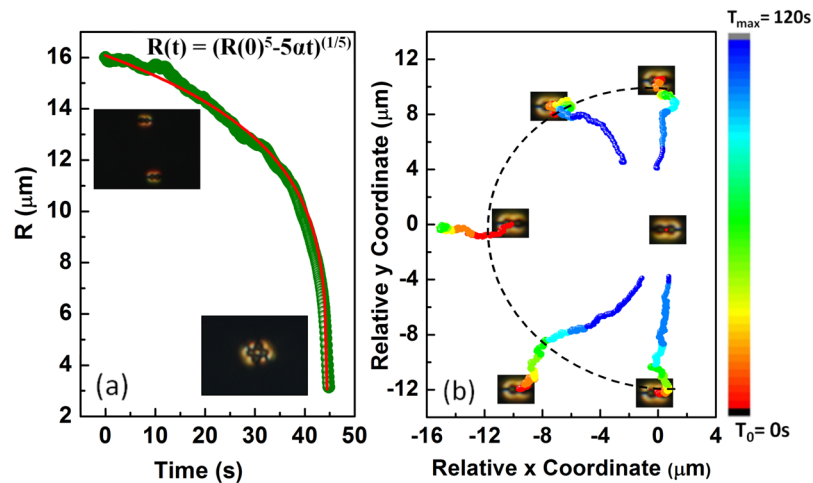 R(t) = (R(0)^5-5αt)^(1/5)
16
14
12
10
8
6
4
2
R (μm)
(a)
0 10 20 30 40 50
Time (s)
12
8
4
0
-4
-8
-12
Relative y Coordinate (μm)
(b)
-16 -12 -8 -4 0 4
Relative x Coordinate (μm)
Tmax= 120s
T0= 0s